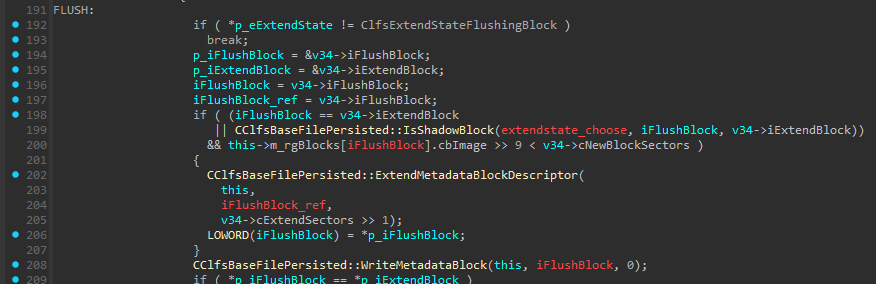 {
191 FLUSH:
192 if ( *p_eExtendState != ClfsExtendStateFlushingBlock )
193 break;
194 p_iFlushBlock = &v34->iFlushBlock;
195 p_iExtendBlock = &v34->iExtendBlock;
196 iFlushBlock = v34->iFlushBlock;
197 iFlushBlock_ref = v34->iFlushBlock;
198 if ( (iFlushBlock == v34->iExtendBlock
199 || CClfsBaseFilePersisted::IsShadowBlock(extendstate_choose, iFlushBlock, v34->iExtendBlock))
200 && this->m_rgBlocks[iFlushBlock].cbImage >> 9 < v34->cNewBlockSectors )
201 {
202 CClfsBaseFilePersisted::ExtendMetadataBlockDescriptor(
203 this,
204 iFlushBlock_ref,
205 v34->cExtendSectors >> 1);
206 LOWORD(iFlushBlock) = *p_iFlushBlock;
207 }
208 CClfsBaseFilePersisted::WriteMetadataBlock(this, iFlushBlock, 0);
209 if ( *p_iFlushBlock == *p_iExtendBlock )